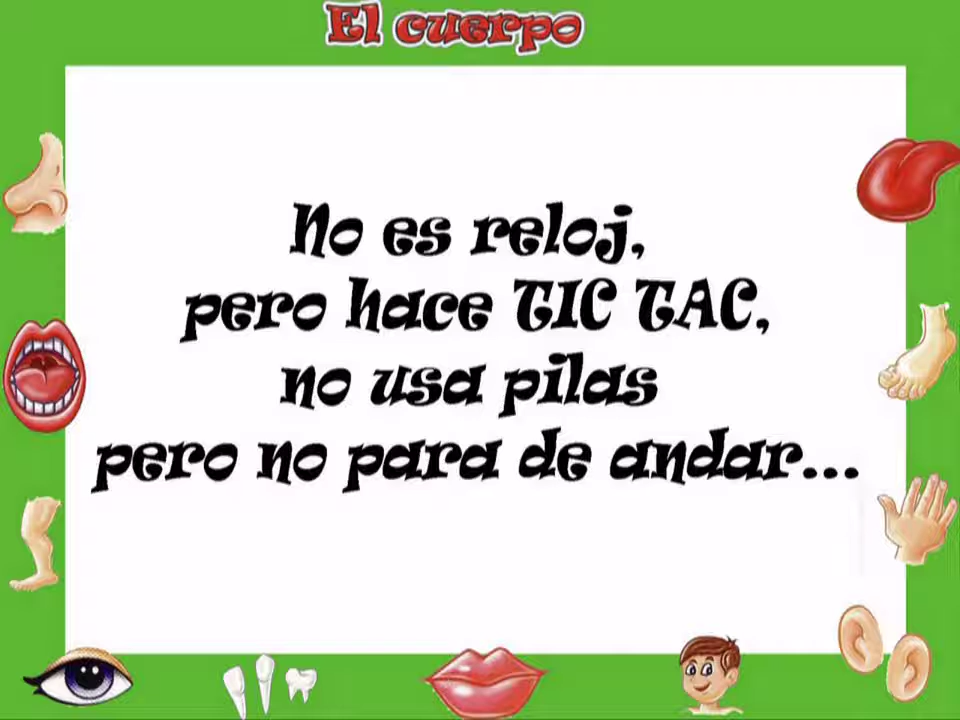 El cuerpo
No es reloj,
pero hace TIC TAC,
no usa pilas
pero no para de andar...